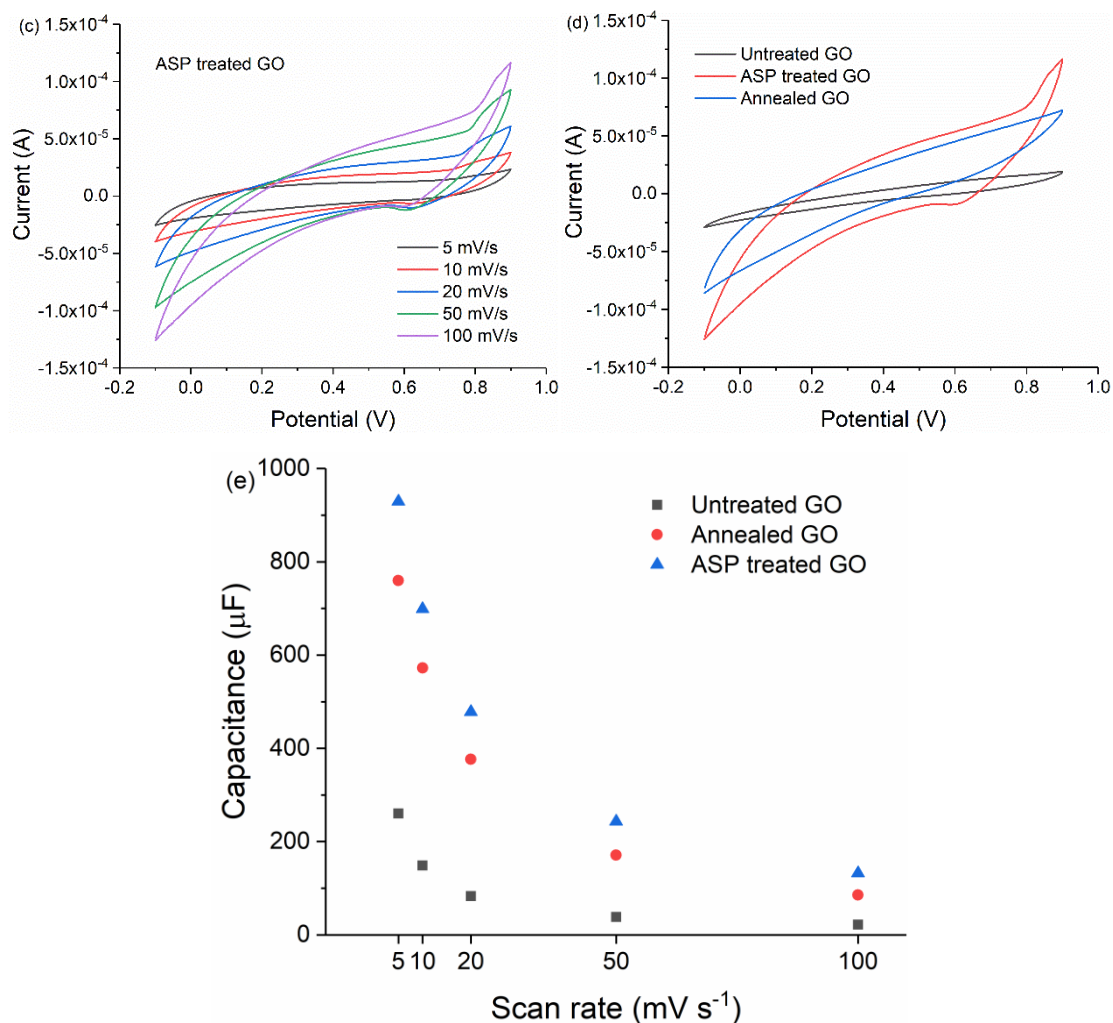 (c)
ASP treated GO
1.5x10⁻⁴
1.0x10⁻⁴
5.0x10⁻⁵
0.0
-5.0x10⁻⁵
-1.0x10⁻⁴
-1.5x10⁻⁴
Current (A)
5 mV/s
10 mV/s
20 mV/s
50 mV/s
100 mV/s
-0.2 0.0 0.2 0.4 0.6 0.8 1.0
Potential (V)
(d)
Untreated GO
ASP treated GO
Annealed GO
1.5x10⁻⁴
1.0x10⁻⁴
5.0x10⁻⁵
0.0
-5.0x10⁻⁵
-1.0x10⁻⁴
-1.5x10⁻⁴
Current (A)
-0.2 0.0 0.2 0.4 0.6 0.8 1.0
Potential (V)
(e)
Untreated GO
Annealed GO
ASP treated GO
1000
800
600
400
200
0
Capacitance (μF)
5 10 20 50 100
Scan rate (mV s⁻¹)